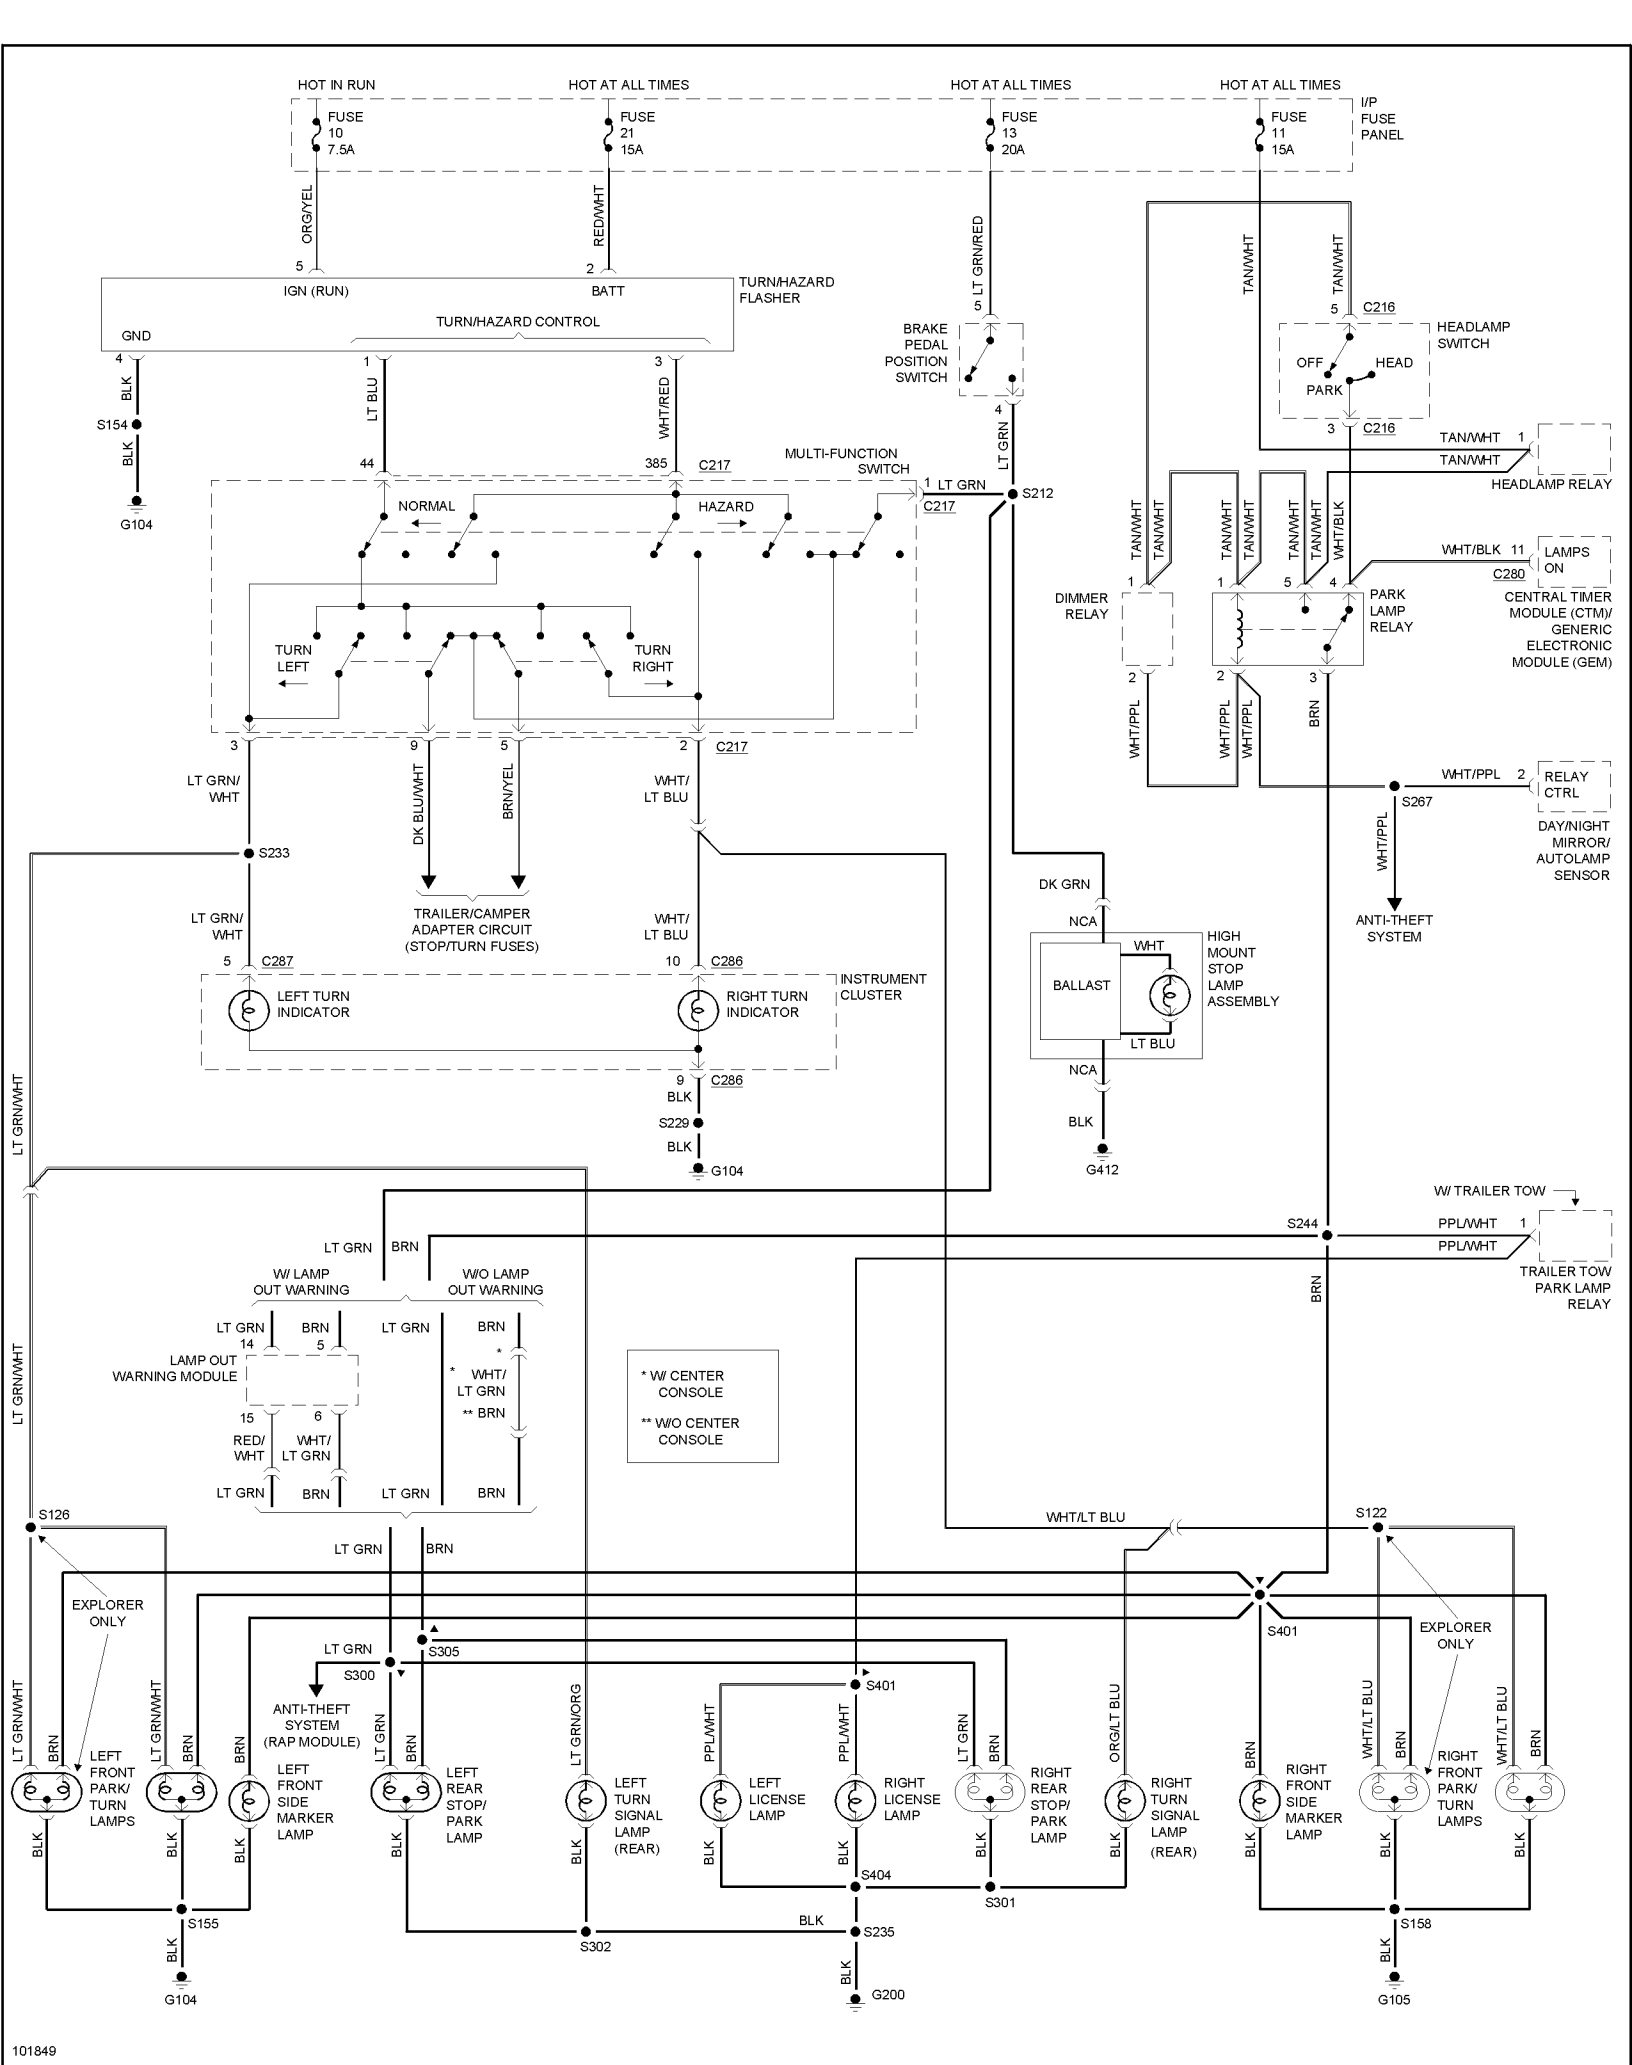 HOT IN RUN
HOT AT ALL TIMES
HOT AT ALL TIMES
HOT AT ALL TIMES
FUSE
10
7.5A
FUSE
21
15A
FUSE
13
20A
FUSE
11
15A
I/P
FUSE
PANEL
ORG/YEL
RED/WHT
LT GRN/RED
TAN/WHT
TAN/WHT
5
2
5
5
C216
IGN (RUN)
BATT
TURN/HAZARD
FLASHER
TURN/HAZARD CONTROL
GND
4
1
3
BRAKE
PEDAL
POSITION
SWITCH
4
HEADLAMP
SWITCH
OFF
HEAD
PARK
3
C216
BLK
S154
BLK
G104
LT BLU
WHT/RED
LT GRN
44
385
C217
MULTI-FUNCTION
SWITCH
1
LT GRN
C217
S212
NORMAL
HAZARD
TAN/WHT
1
TAN/WHT
HEADLAMP RELAY
TAN/WHT
TAN/WHT
TAN/WHT
TAN/WHT
TAN/WHT
TAN/WHT
WHT/BLK
WHT/BLK
11
C280
LAMPS
ON
CENTRAL TIMER
MODULE (CTM)/
GENERIC
ELECTRONIC
MODULE (GEM)
1
1
5
4
DIMMER
RELAY
PARK
LAMP
RELAY
2
2
3
TURN
LEFT
TURN
RIGHT
3
9
5
2
C217
WHT/PPL
WHT/PPL
WHT/PPL
BRN
WHT/PPL
2
RELAY
CTRL
S267
DAY/NIGHT
MIRROR/
AUTOLAMP
SENSOR
WHT/PPL
ANTI-THEFT
SYSTEM
LT GRN/
WHT
DK BLU/WHT
BRN/YEL
WHT/
LT BLU
S233
LT GRN/
WHT
TRAILER/CAMPER
ADAPTER CIRCUIT
(STOP/TURN FUSES)
WHT/
LT BLU
5
C287
10
C286
LEFT TURN
INDICATOR
RIGHT TURN
INDICATOR
INSTRUMENT
CLUSTER
9
C286
BLK
S229
BLK
G104
DK GRN
NCA
WHT
BALLAST
LT BLU
HIGH
MOUNT
STOP
LAMP
ASSEMBLY
NCA
BLK
G412
LT GRN/WHT
W/ TRAILER TOW
S244
PPL/WHT
1
PPL/WHT
TRAILER TOW
PARK LAMP
RELAY
BRN
LT GRN
BRN
W/ LAMP
OUT WARNING
W/O LAMP
OUT WARNING
LT GRN
BRN
LT GRN
BRN
14
5
LAMP OUT
WARNING MODULE
*
*
WHT/
LT GRN
** BRN
15
6
RED/
WHT
WHT/
LT GRN
LT GRN
BRN
LT GRN
BRN
* W/ CENTER
CONSOLE
** W/O CENTER
CONSOLE
LT GRN/WHT
S126
LT GRN
BRN
WHT/LT BLU
S122
EXPLORER
ONLY
EXPLORER
ONLY
LT GRN
S305
S300
S401
S401
ANTI-THEFT
SYSTEM
(RAP MODULE)
LT GRN/WHT
BRN
LT GRN/WHT
BRN
BRN
LT GRN
BRN
LT GRN/ORG
PPL/WHT
PPL/WHT
LT GRN
BRN
ORG/LT BLU
BRN
WHT/LT BLU
BRN
WHT/LT BLU
BRN
LEFT
FRONT
PARK/
TURN
LAMPS
LEFT
FRONT
SIDE
MARKER
LAMP
LEFT
REAR
STOP/
PARK
LAMP
LEFT
TURN
SIGNAL
LAMP
(REAR)
LEFT
LICENSE
LAMP
RIGHT
LICENSE
LAMP
RIGHT
REAR
STOP/
PARK
LAMP
RIGHT
TURN
SIGNAL
LAMP
(REAR)
RIGHT
FRONT
SIDE
MARKER
LAMP
RIGHT
FRONT
PARK/
TURN
LAMPS
BLK
BLK
BLK
BLK
BLK
BLK
BLK
BLK
BLK
BLK
BLK
BLK
S404
S301
S155
S302
BLK
S235
S158
BLK
G104
BLK
G200
BLK
G105
101849